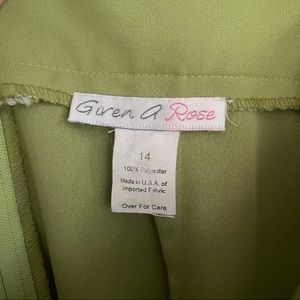 Given A Rose
14
100% Polyester
Made in U.S.A. of
Imported Fabric
Over For Care